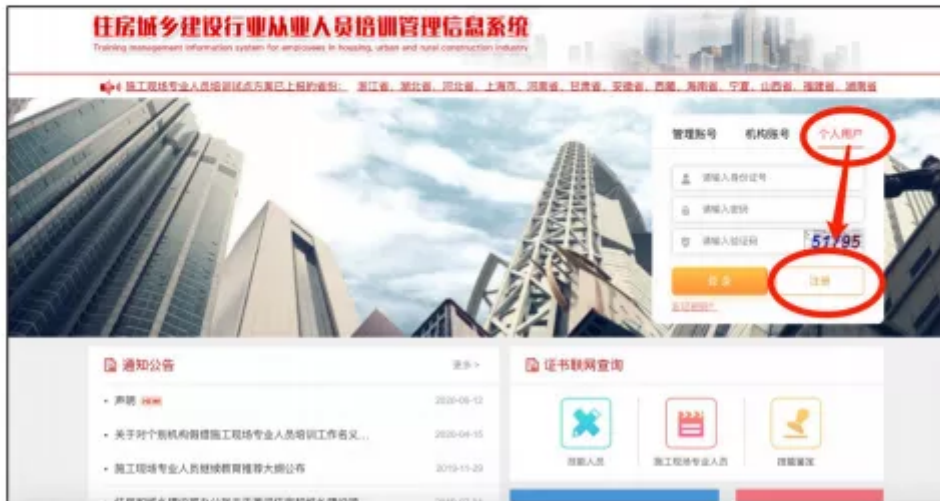 住房城乡建设行业从业人员培训管理信息系统
Training management information system for employees in housing, urban and rural construction industry
施工现场专业人员培训试点方案已上报的省份： 浙江省、湖北省、河北省、上海市、河南省、甘肃省、安徽省、西藏、海南省、宁夏、山西省、福建省、湖南省
管理账号 机构账号 个人用户
请输入身份证号
请输入密码
请输入验证码 51795
登录 注册
忘记密码?
通知公告 更多 >
声明 NEW 2020-06-12
关于对个别机构假借施工现场专业人员培训工作名义... 2020-04-15
施工现场专业人员继续教育推荐大纲公布 2019-11-29
证书联网查询
技能人员 施工现场专业人员 技能鉴定